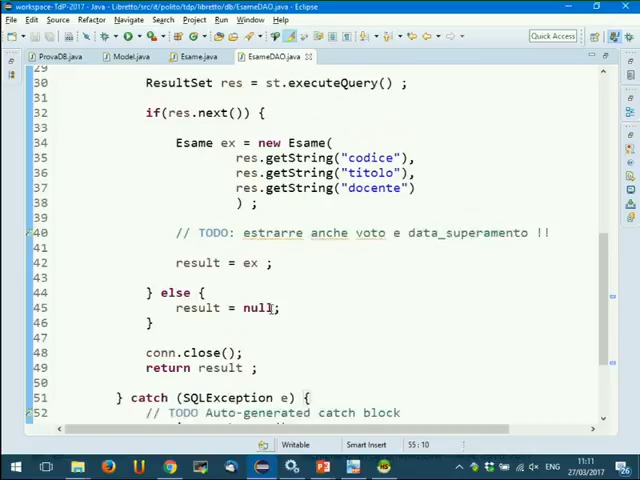 workspace-TdP-2017 - Java - Libretto/src/it/polito/tdp/libretto/db/EsameDAO.java - Eclipse
File Edit Source Refactor Navigate Search Project Run Window Help
Quick Access
ProvaDB.java Model.java Esame.java EsameDAO.java
29
30 ResultSet res = st.executeQuery() ;
31
32 if(res.next()) {
33
34 Esame ex = new Esame(
35 res.getString("codice"),
36 res.getString("titolo"),
37 res.getString("docente")
38 ) ;
39
40 // TODO: estrarre anche voto e data_superamento !!
41
42 result = ex ;
43
44 } else {
45 result = null;
46 }
47
48 conn.close();
49 return result ;
50
51 } catch (SQLException e) {
52 // TODO Auto-generated catch block
Writable Smart Insert 55 : 10
11:11
27/03/2017
26